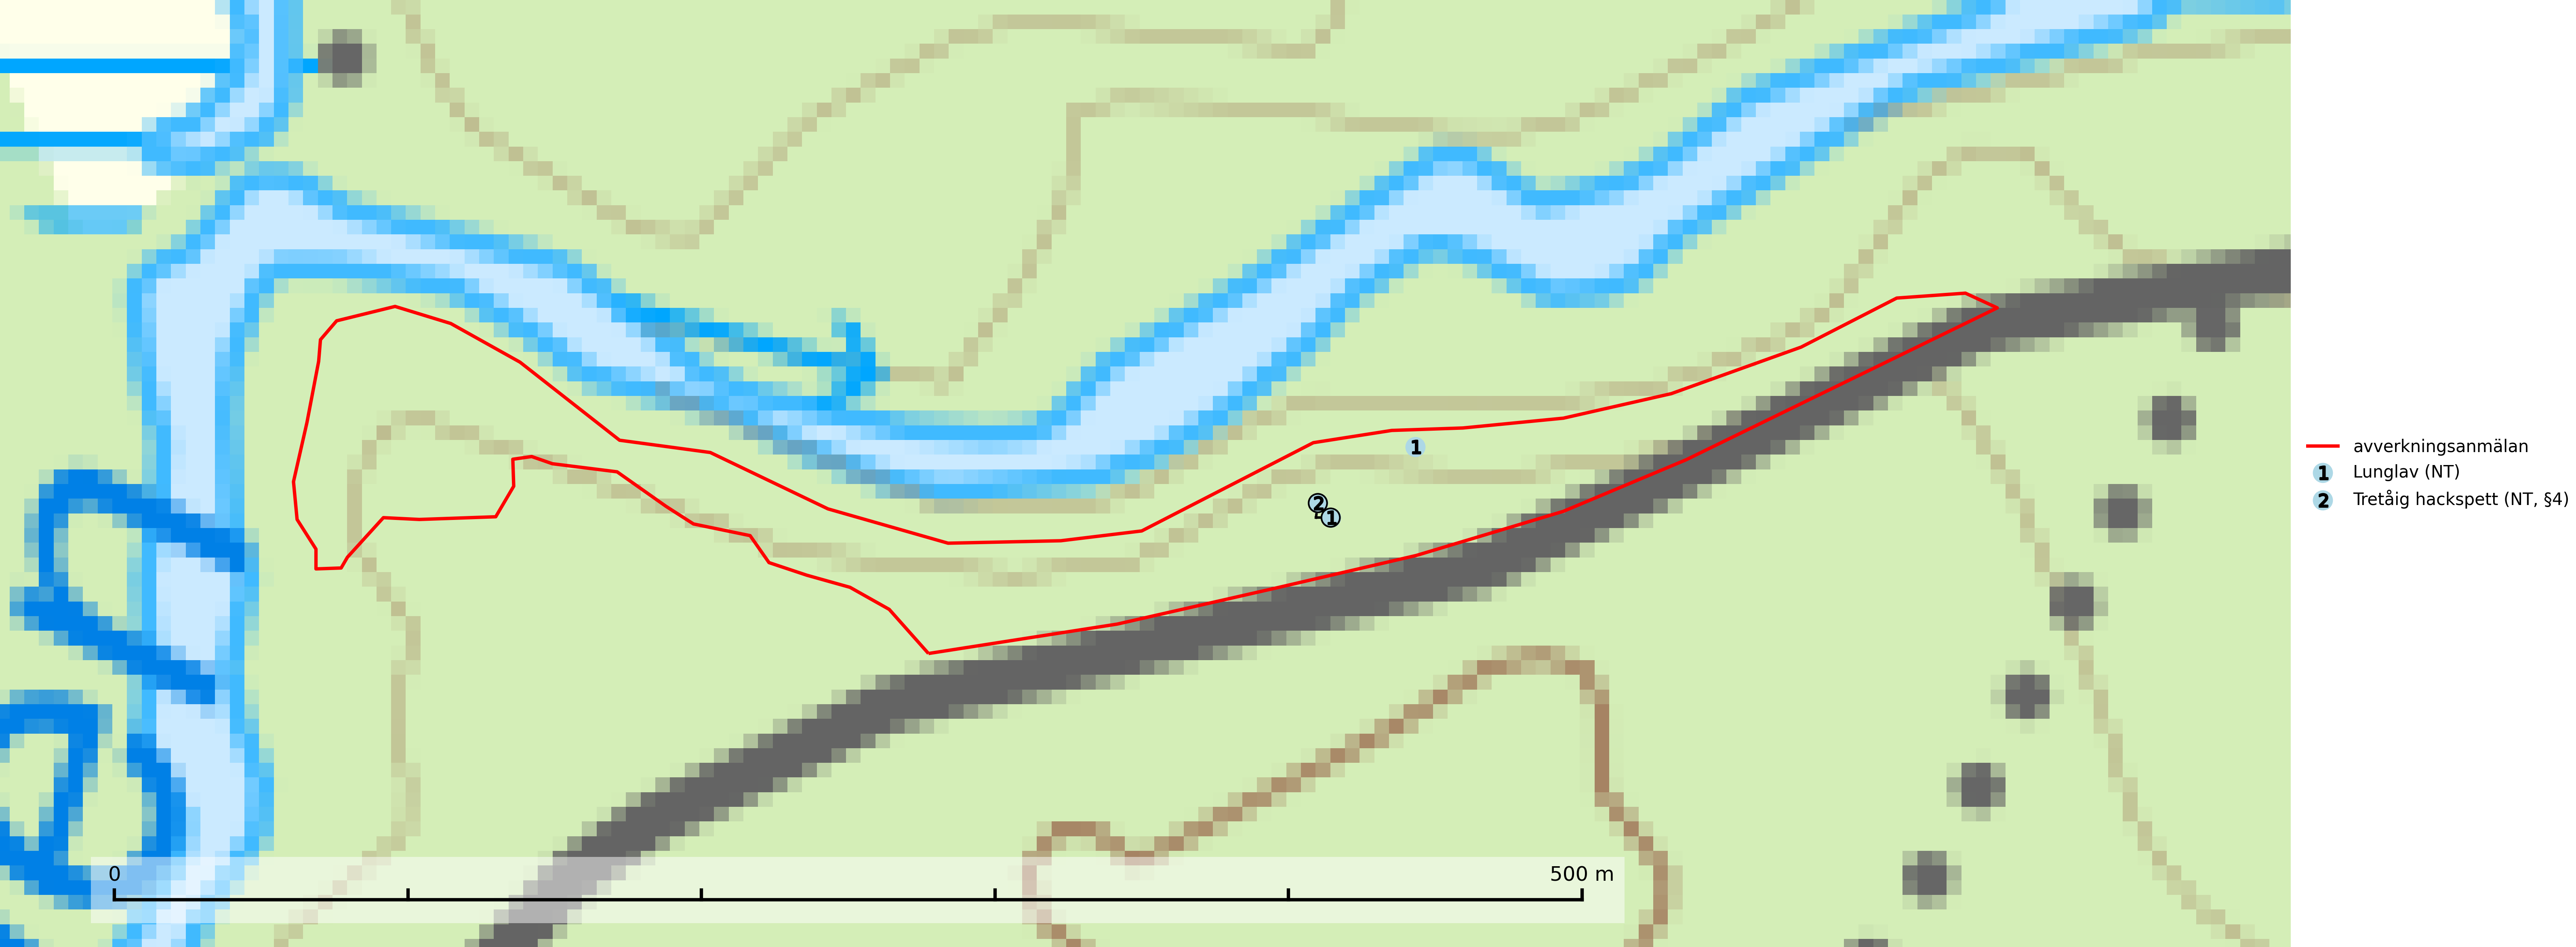 1
2
1
avverkningsanmälan
1 Lunglav (NT)
2 Tretåig hackspett (NT, §4)
0 500 m